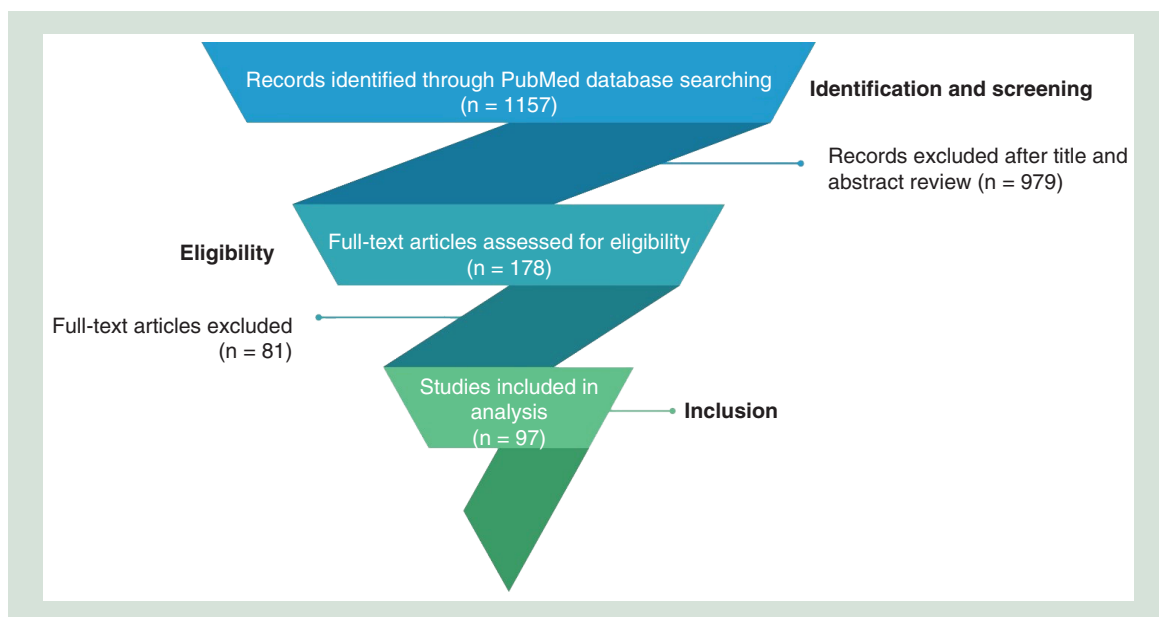 Records identified through PubMed database searching
(n = 1157)
Identification and screening
Records excluded after title and
abstract review (n = 979)
Eligibility
Full-text articles assessed for eligibility
(n = 178)
Full-text articles excluded
(n = 81)
Studies included in
analysis
(n = 97)
Inclusion